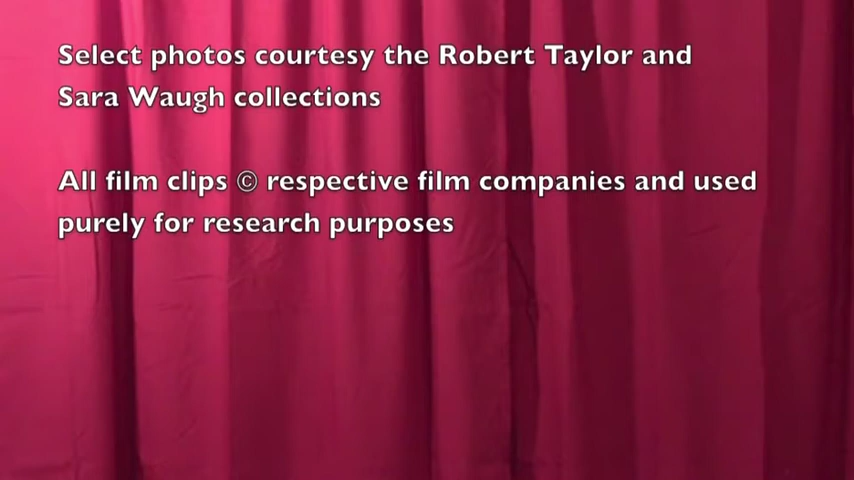 Select photos courtesy the Robert Taylor and
Sara Waugh collections
All film clips © respective film companies and used
purely for research purposes